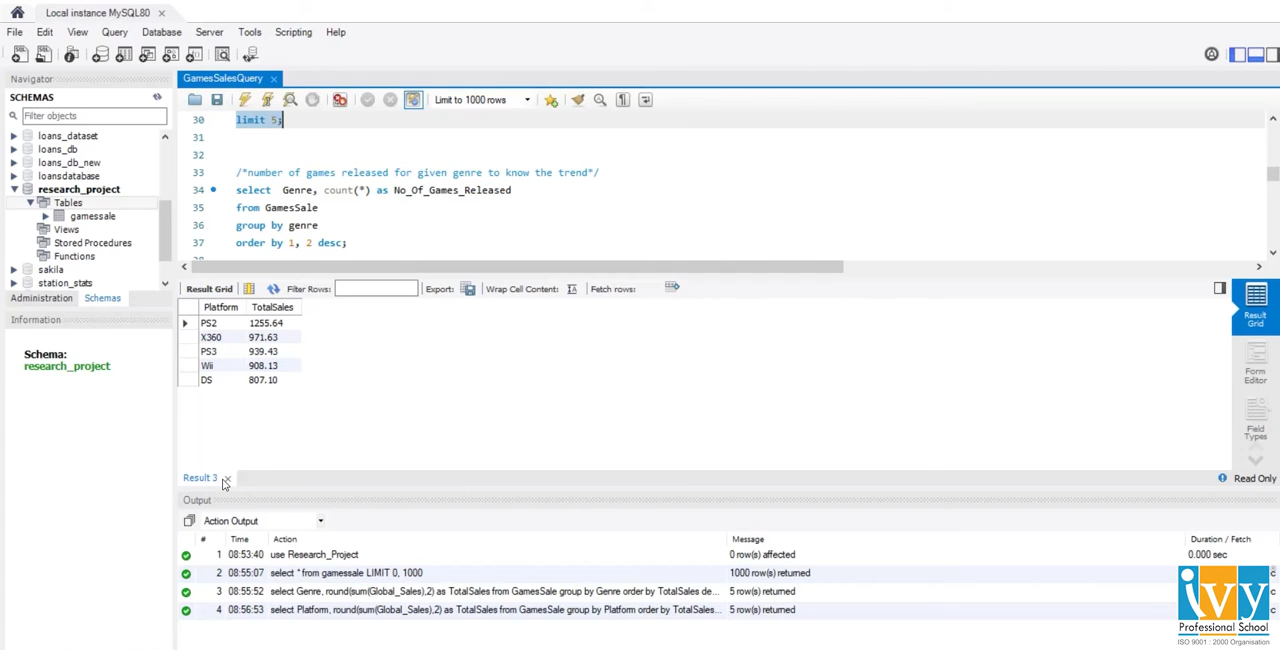 Local instance MySQL80
File Edit View Query Database Server Tools Scripting Help
Navigator
SCHEMAS
Filter objects
loans_dataset
loans_db
loans_db_new
loansdatabase
research_project
Tables
gamessale
Views
Stored Procedures
Functions
sakila
station_stats
Administration Schemas
Information
Schema:
research_project
GamesSalesQuery
Limit to 1000 rows
30 limit 5;
31
32
33 /*number of games released for given genre to know the trend*/
34 select Genre, count(*) as No_Of_Games_Released
35 from GamesSale
36 group by genre
37 order by 1, 2 desc;
Result Grid Filter Rows: Export: Wrap Cell Content: Fetch rows:
Platform TotalSales
PS2 1255.64
X360 971.63
PS3 939.43
Wii 908.13
DS 807.10
Result Grid
Form Editor
Field Types
Result 3
Read Only
Output
Action Output
# Time Action Message Duration / Fetch
1 08:53:40 use Research_Project 0 row(s) affected 0.000 sec
2 08:55:07 select * from gamessale LIMIT 0, 1000 1000 row(s) returned
3 08:55:52 select Genre, round(sum(Global_Sales),2) as TotalSales from GamesSale group by Genre order by TotalSales de... 5 row(s) returned
4 08:56:53 select Platform, round(sum(Global_Sales),2) as TotalSales from GamesSale group by Platform order by TotalSales... 5 row(s) returned
ivy
Professional School
ISO 9001 : 2000 Organisation